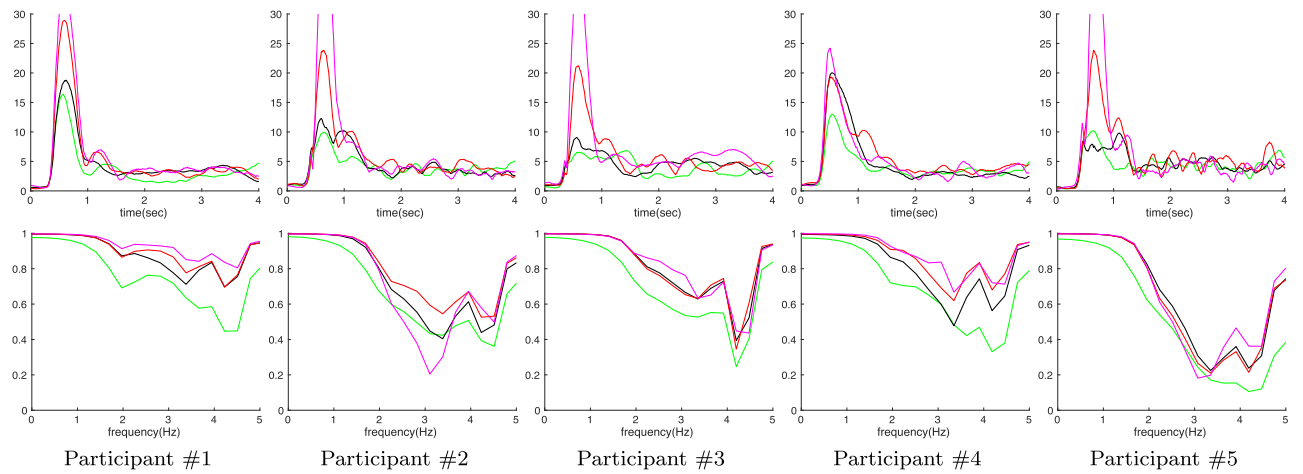 30 30 30 30 30
25 25 25 25 25
20 20 20 20 20
15 15 15 15 15
10 10 10 10 10
5 5 5 5 5
0 0 0 0 0
0 1 2 3 4 0 1 2 3 4 0 1 2 3 4 0 1 2 3 4 0 1 2 3 4
time(sec) time(sec) time(sec) time(sec) time(sec)
1 1 1 1 1
0.8 0.8 0.8 0.8 0.8
0.6 0.6 0.6 0.6 0.6
0.4 0.4 0.4 0.4 0.4
0.2 0.2 0.2 0.2 0.2
0 0 0 0 0
0 1 2 3 4 5 0 1 2 3 4 5 0 1 2 3 4 5 0 1 2 3 4 5 0 1 2 3 4 5
frequency(Hz) frequency(Hz) frequency(Hz) frequency(Hz) frequency(Hz)
Participant #1 Participant #2 Participant #3 Participant #4 Participant #5